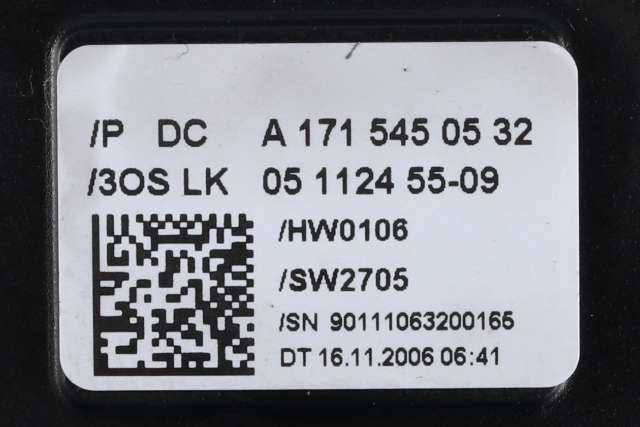 /P DC A 171 545 05 32
/3OS LK 05 1124 55-09
/HW0106
/SW2705
/SN 90111063200165
DT 16.11.2006 06:41